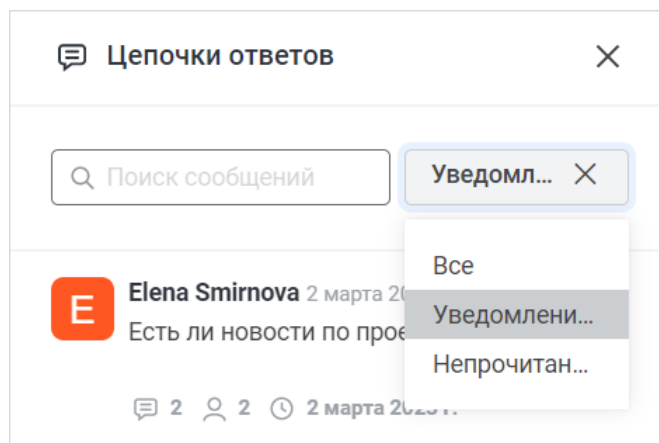 Цепочки ответов
Поиск сообщений
Уведомл...
Все
Уведомлени...
Непрочитан...
Elena Smirnova 2 марта
Есть ли новости по
E
2 2 2 марта